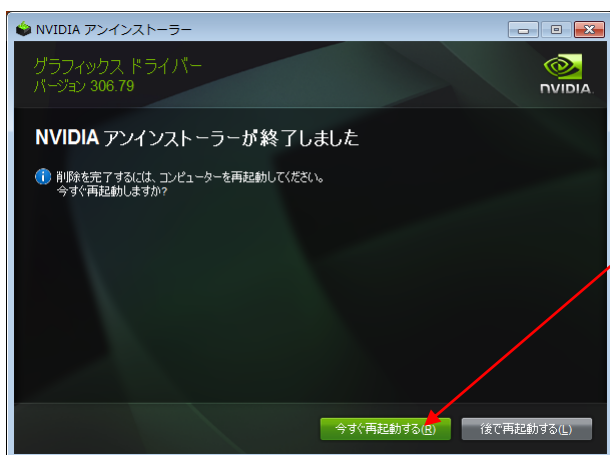 NVIDIA アンインストーラー
グラフィックス ドライバー
バージョン 306.79
NVIDIA.
NVIDIA アンインストーラーが終了しました
削除を完了するには、コンピューターを再起動してください。
今すぐ再起動しますか?
今すぐ再起動する(R)
後で再起動する(L)